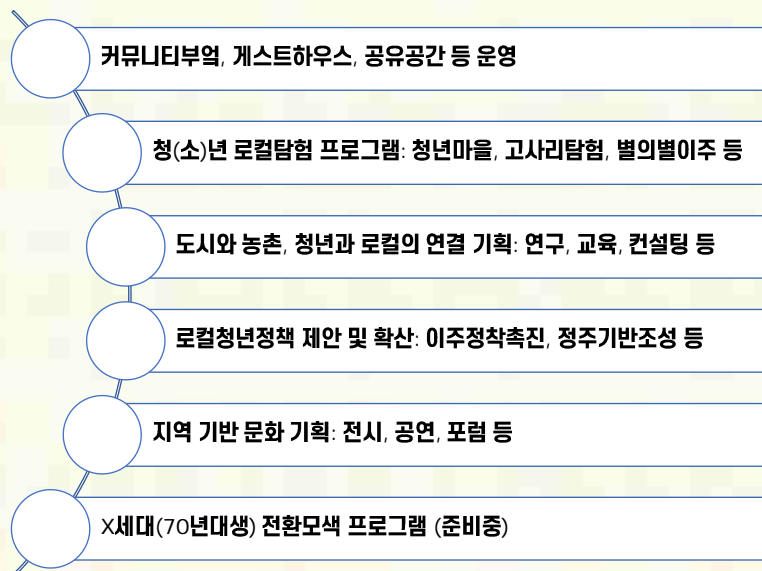 커뮤니티부엌, 게스트하우스, 공유공간 등 운영
청(소)년 로컬탐험 프로그램: 청년마을, 고사리탐험, 별의별이주 등
도시와 농촌, 청년과 로컬의 연결 기획: 연구, 교육, 컨설팅 등
로컬청년정책 제안 및 확산: 이주정착촉진, 정주기반조성 등
지역 기반 문화 기획: 전시, 공연, 포럼 등
X세대(70년대생) 전환모색 프로그램 (준비중)